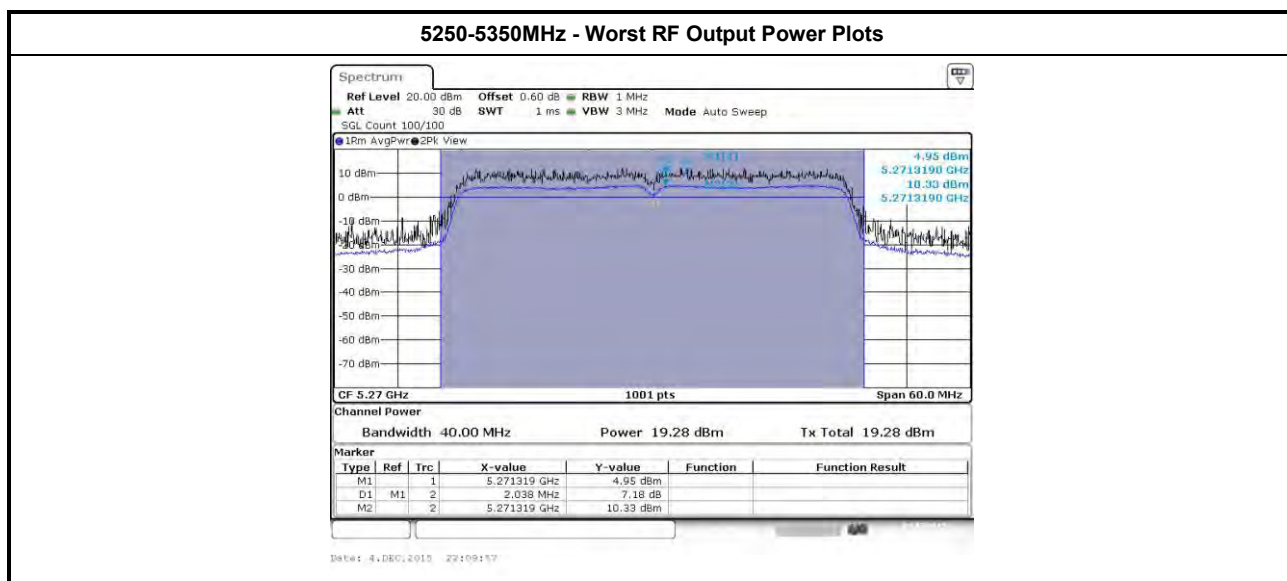 5250-5350MHz - Worst RF Output Power Plots
Spectrum
Ref Level 20.00 dBm Offset 0.60 dB RBW 1 MHz
Att 30 dB SWT 1 ms VBW 3 MHz Mode Auto Sweep
SGL Count 100/100
1Rm AvgPwr 2Pk View
4.95 dBm
5.2713190 GHz
10.33 dBm
5.2713190 GHz
10 dBm
0 dBm
-10 dBm
-20 dBm
-30 dBm
-40 dBm
-50 dBm
-60 dBm
-70 dBm
CF 5.27 GHz 1001 pts Span 60.0 MHz
Channel Power
Bandwidth 40.00 MHz Power 19.28 dBm Tx Total 19.28 dBm
Marker
Type Ref Trc X-value Y-value Function Function Result
M1 1 5.271319 GHz 4.95 dBm
D1 M1 2 2.038 MHz 7.18 dB
M2 2 5.271319 GHz 10.33 dBm
Date: 4.DEC.2015 22:09:57